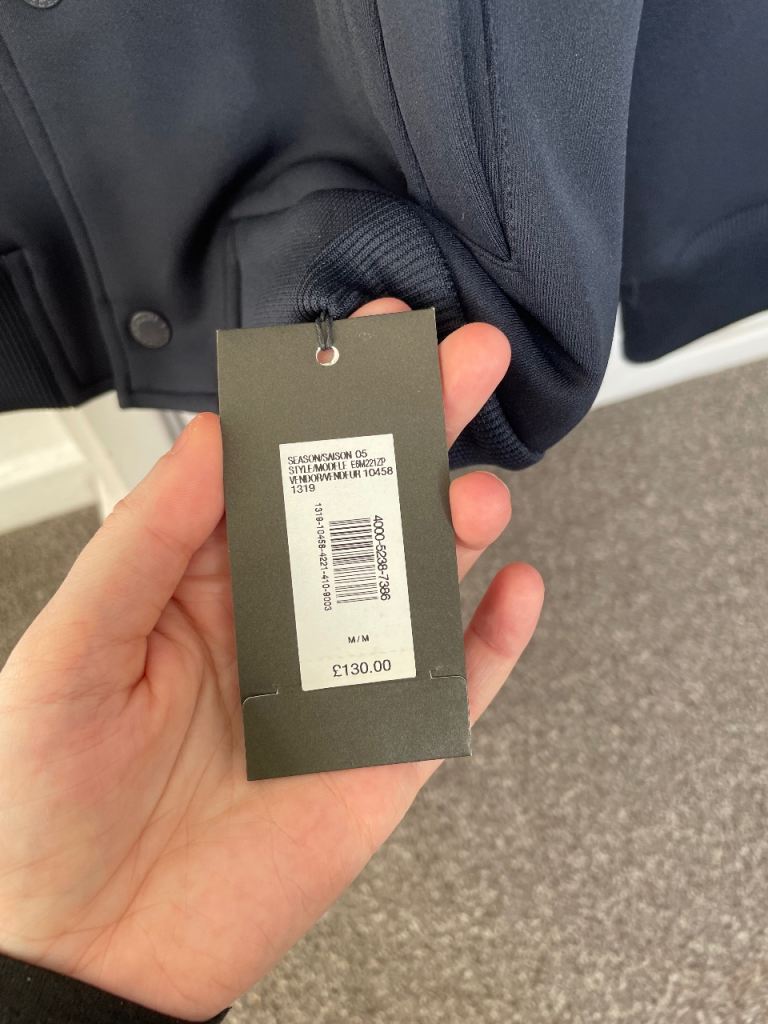 SEASON/SAISON 05
STYLE/MODELE E6M221ZP
VENDOR/VENDEUR 10458
1319
4000-5238-7386
1319-10458-4221-410-9003
M/M
£130.00